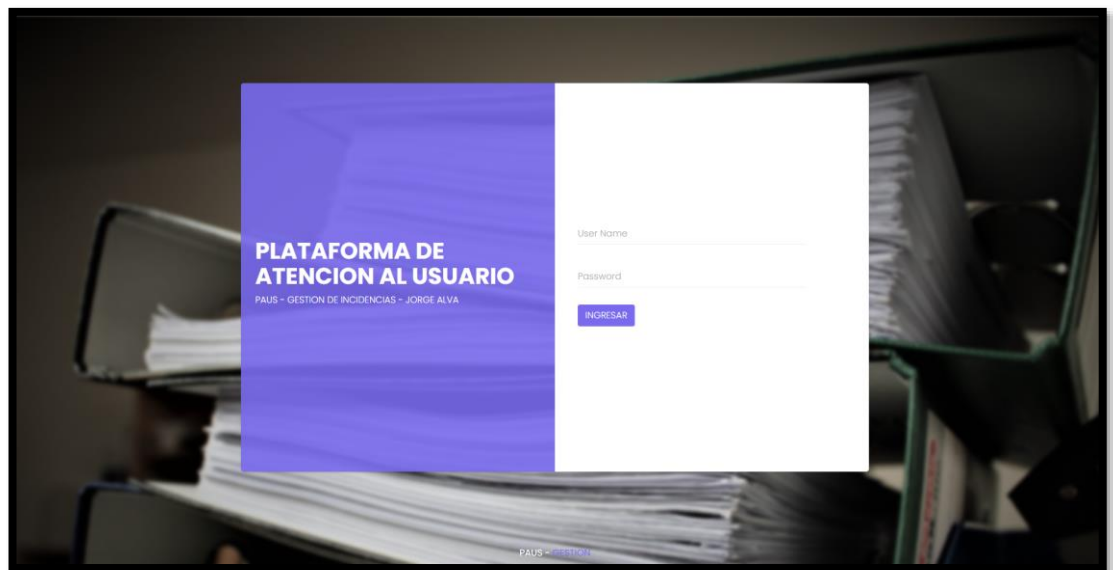 PLATAFORMA DE
ATENCION AL USUARIO
PAUS - GESTION DE INCIDENCIAS - JORGE ALVA
User Name
Password
INGRESAR
PAUS - GESTION